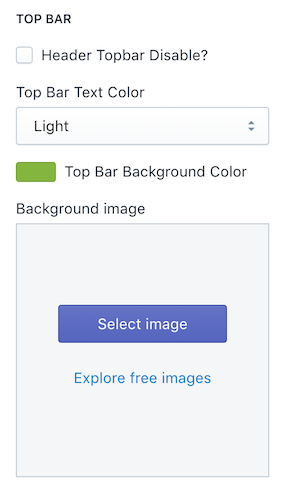 TOP BAR
Header Topbar Disable?
Top Bar Text Color
Light
Top Bar Background Color
Background image
Select image
Explore free images